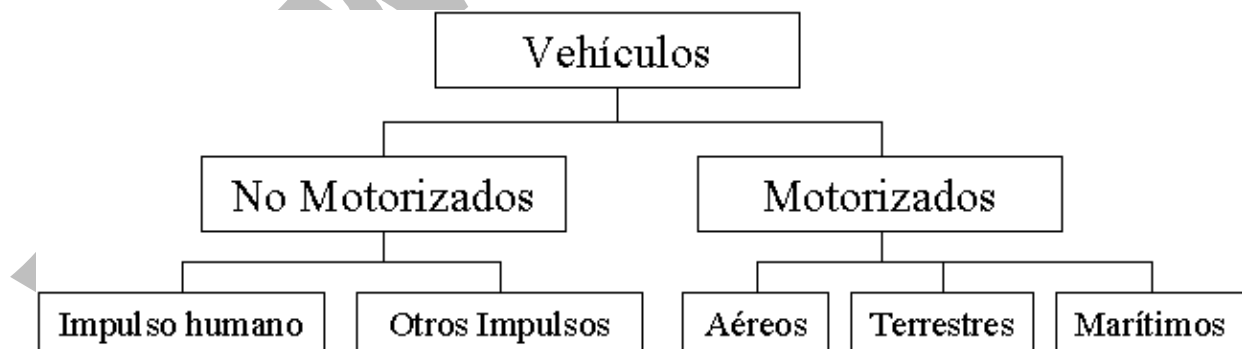 Vehículos
No Motorizados
Motorizados
Impulso humano
Otros Impulsos
Aéreos
Terrestres
Marítimos